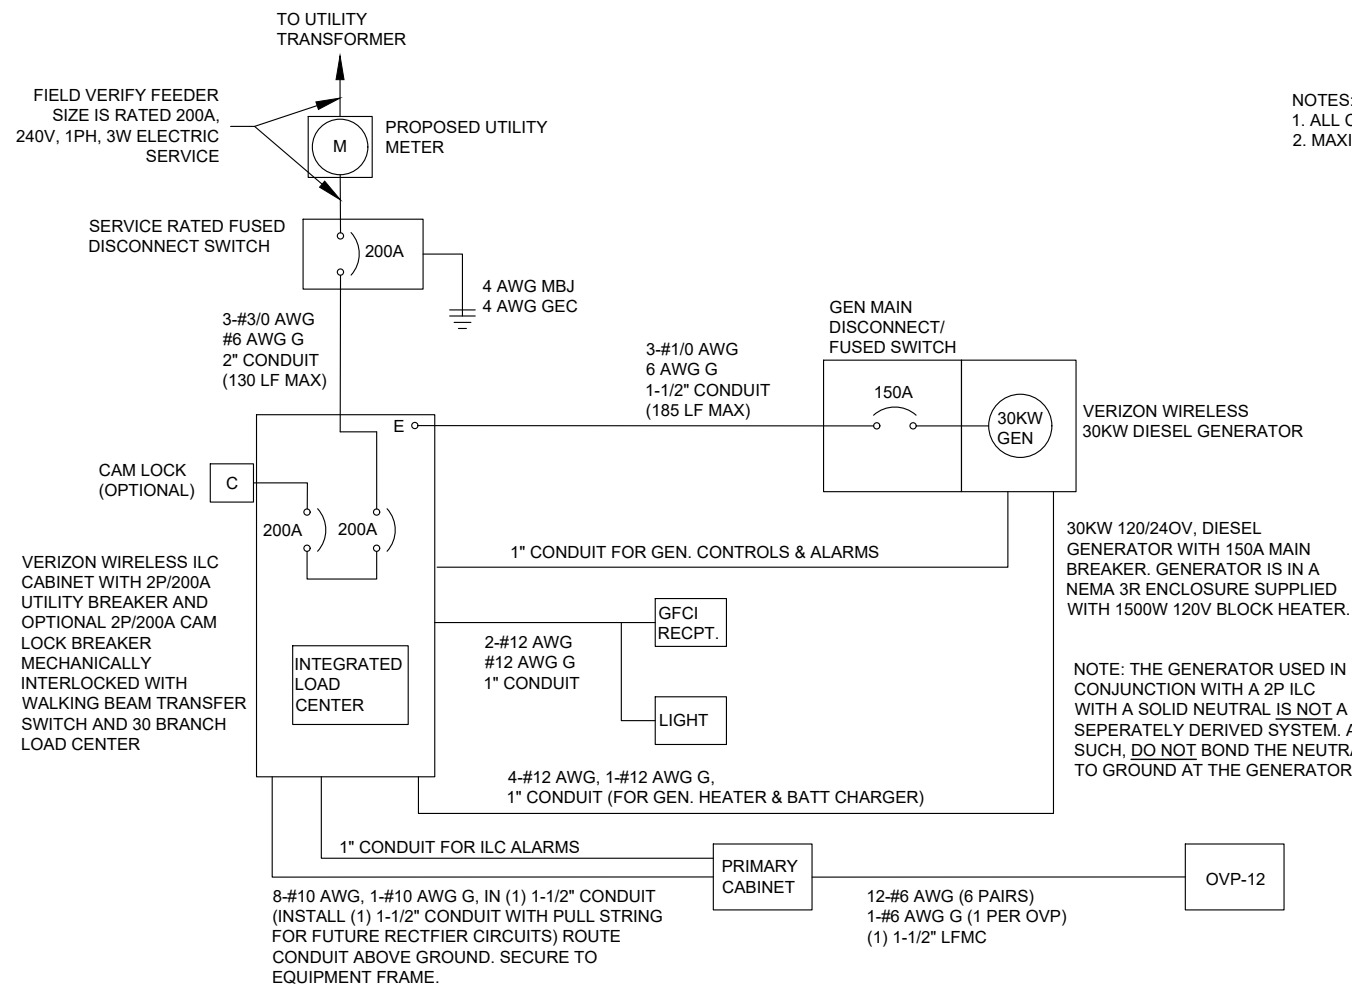 TO UTILITY
TRANSFORMER
FIELD VERIFY FEEDER
SIZE IS RATED 200A,
240V, 1PH, 3W ELECTRIC
SERVICE
M
PROPOSED UTILITY
METER
NOTES:
1. ALL
2. MAXI
SERVICE RATED FUSED
DISCONNECT SWITCH
200A
4 AWG MBJ
4 AWG GEC
3-#3/0 AWG
#6 AWG G
2" CONDUIT
(130 LF MAX)
3-#1/0 AWG
6 AWG G
1-1/2" CONDUIT
(185 LF MAX)
GEN MAIN
DISCONNECT/
FUSED SWITCH
150A
30KW
GEN
VERIZON WIRELESS
30KW DIESEL GENERATOR
E
CAM LOCK
(OPTIONAL)
C
200A
200A
VERIZON WIRELESS ILC
CABINET WITH 2P/200A
UTILITY BREAKER AND
OPTIONAL 2P/200A CAM
LOCK BREAKER
MECHANICALLY
INTERLOCKED WITH
WALKING BEAM TRANSFER
SWITCH AND 30 BRANCH
LOAD CENTER
INTEGRATED
LOAD
CENTER
1" CONDUIT FOR GEN. CONTROLS & ALARMS
30KW 120/24OV, DIESEL
GENERATOR WITH 150A MAIN
BREAKER. GENERATOR IS IN A
NEMA 3R ENCLOSURE SUPPLIED
WITH 1500W 120V BLOCK HEATER.
2-#12 AWG
#12 AWG G
1" CONDUIT
GFCI
RECPT.
LIGHT
NOTE: THE GENERATOR USED IN
CONJUNCTION WITH A 2P ILC
WITH A SOLID NEUTRAL IS NOT A
SEPERATELY DERIVED SYSTEM. A
SUCH, DO NOT BOND THE NEUTRA
TO GROUND AT THE GENERATOR
4-#12 AWG, 1-#12 AWG G,
1" CONDUIT (FOR GEN. HEATER & BATT CHARGER)
1" CONDUIT FOR ILC ALARMS
PRIMARY
CABINET
OVP-12
8-#10 AWG, 1-#10 AWG G, IN (1) 1-1/2" CONDUIT
(INSTALL (1) 1-1/2" CONDUIT WITH PULL STRING
FOR FUTURE RECTFIER CIRCUITS) ROUTE
CONDUIT ABOVE GROUND. SECURE TO
EQUIPMENT FRAME.
12-#6 AWG (6 PAIRS)
1-#6 AWG G (1 PER OVP)
(1) 1-1/2" LFMC